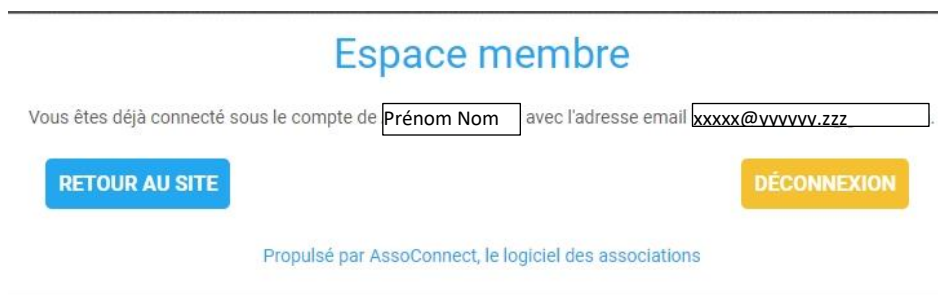 Espace membre
Vous êtes déjà connecté sous le compte de Prénom Nom avec l'adresse email xxxxx@yyyyyy.zzz .
RETOUR AU SITE
DÉCONNEXION
Propulsé par AssoConnect, le logiciel des associations